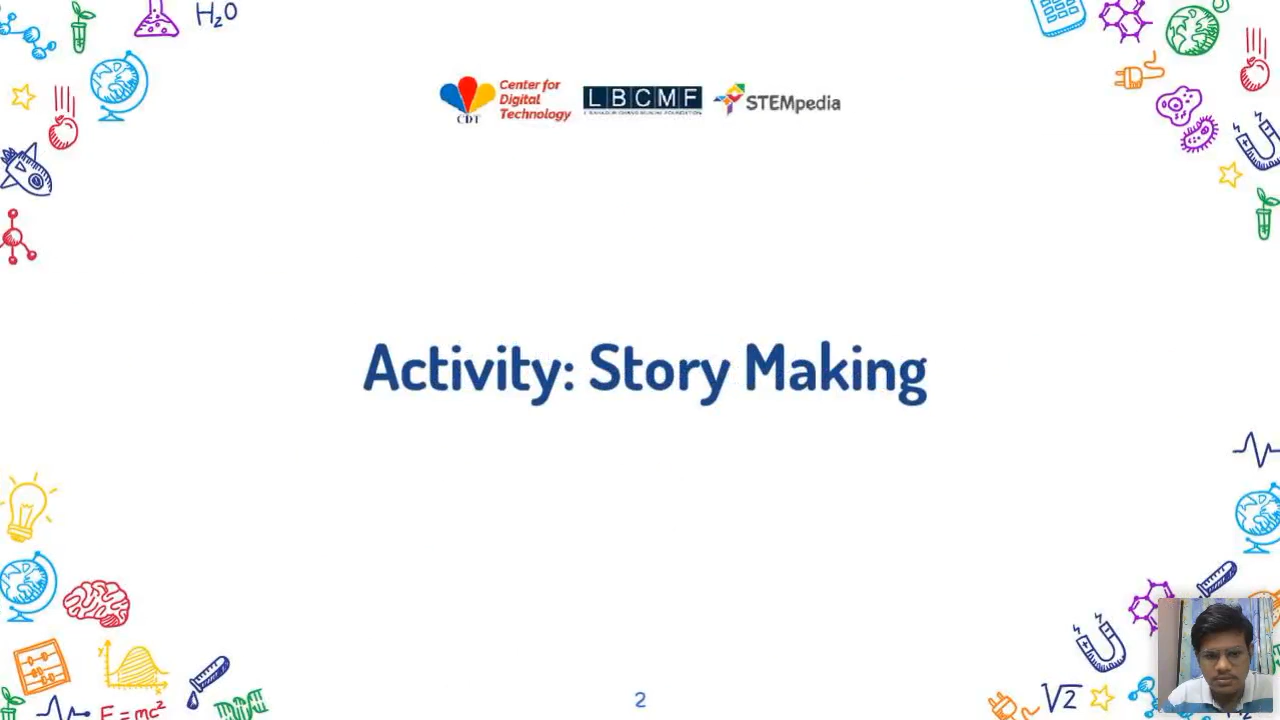 H₂O
Center for
Digital
Technology
CDT
LBCMF
STEMpedia
Activity: Story Making
y
x
E=mc²
2
√2